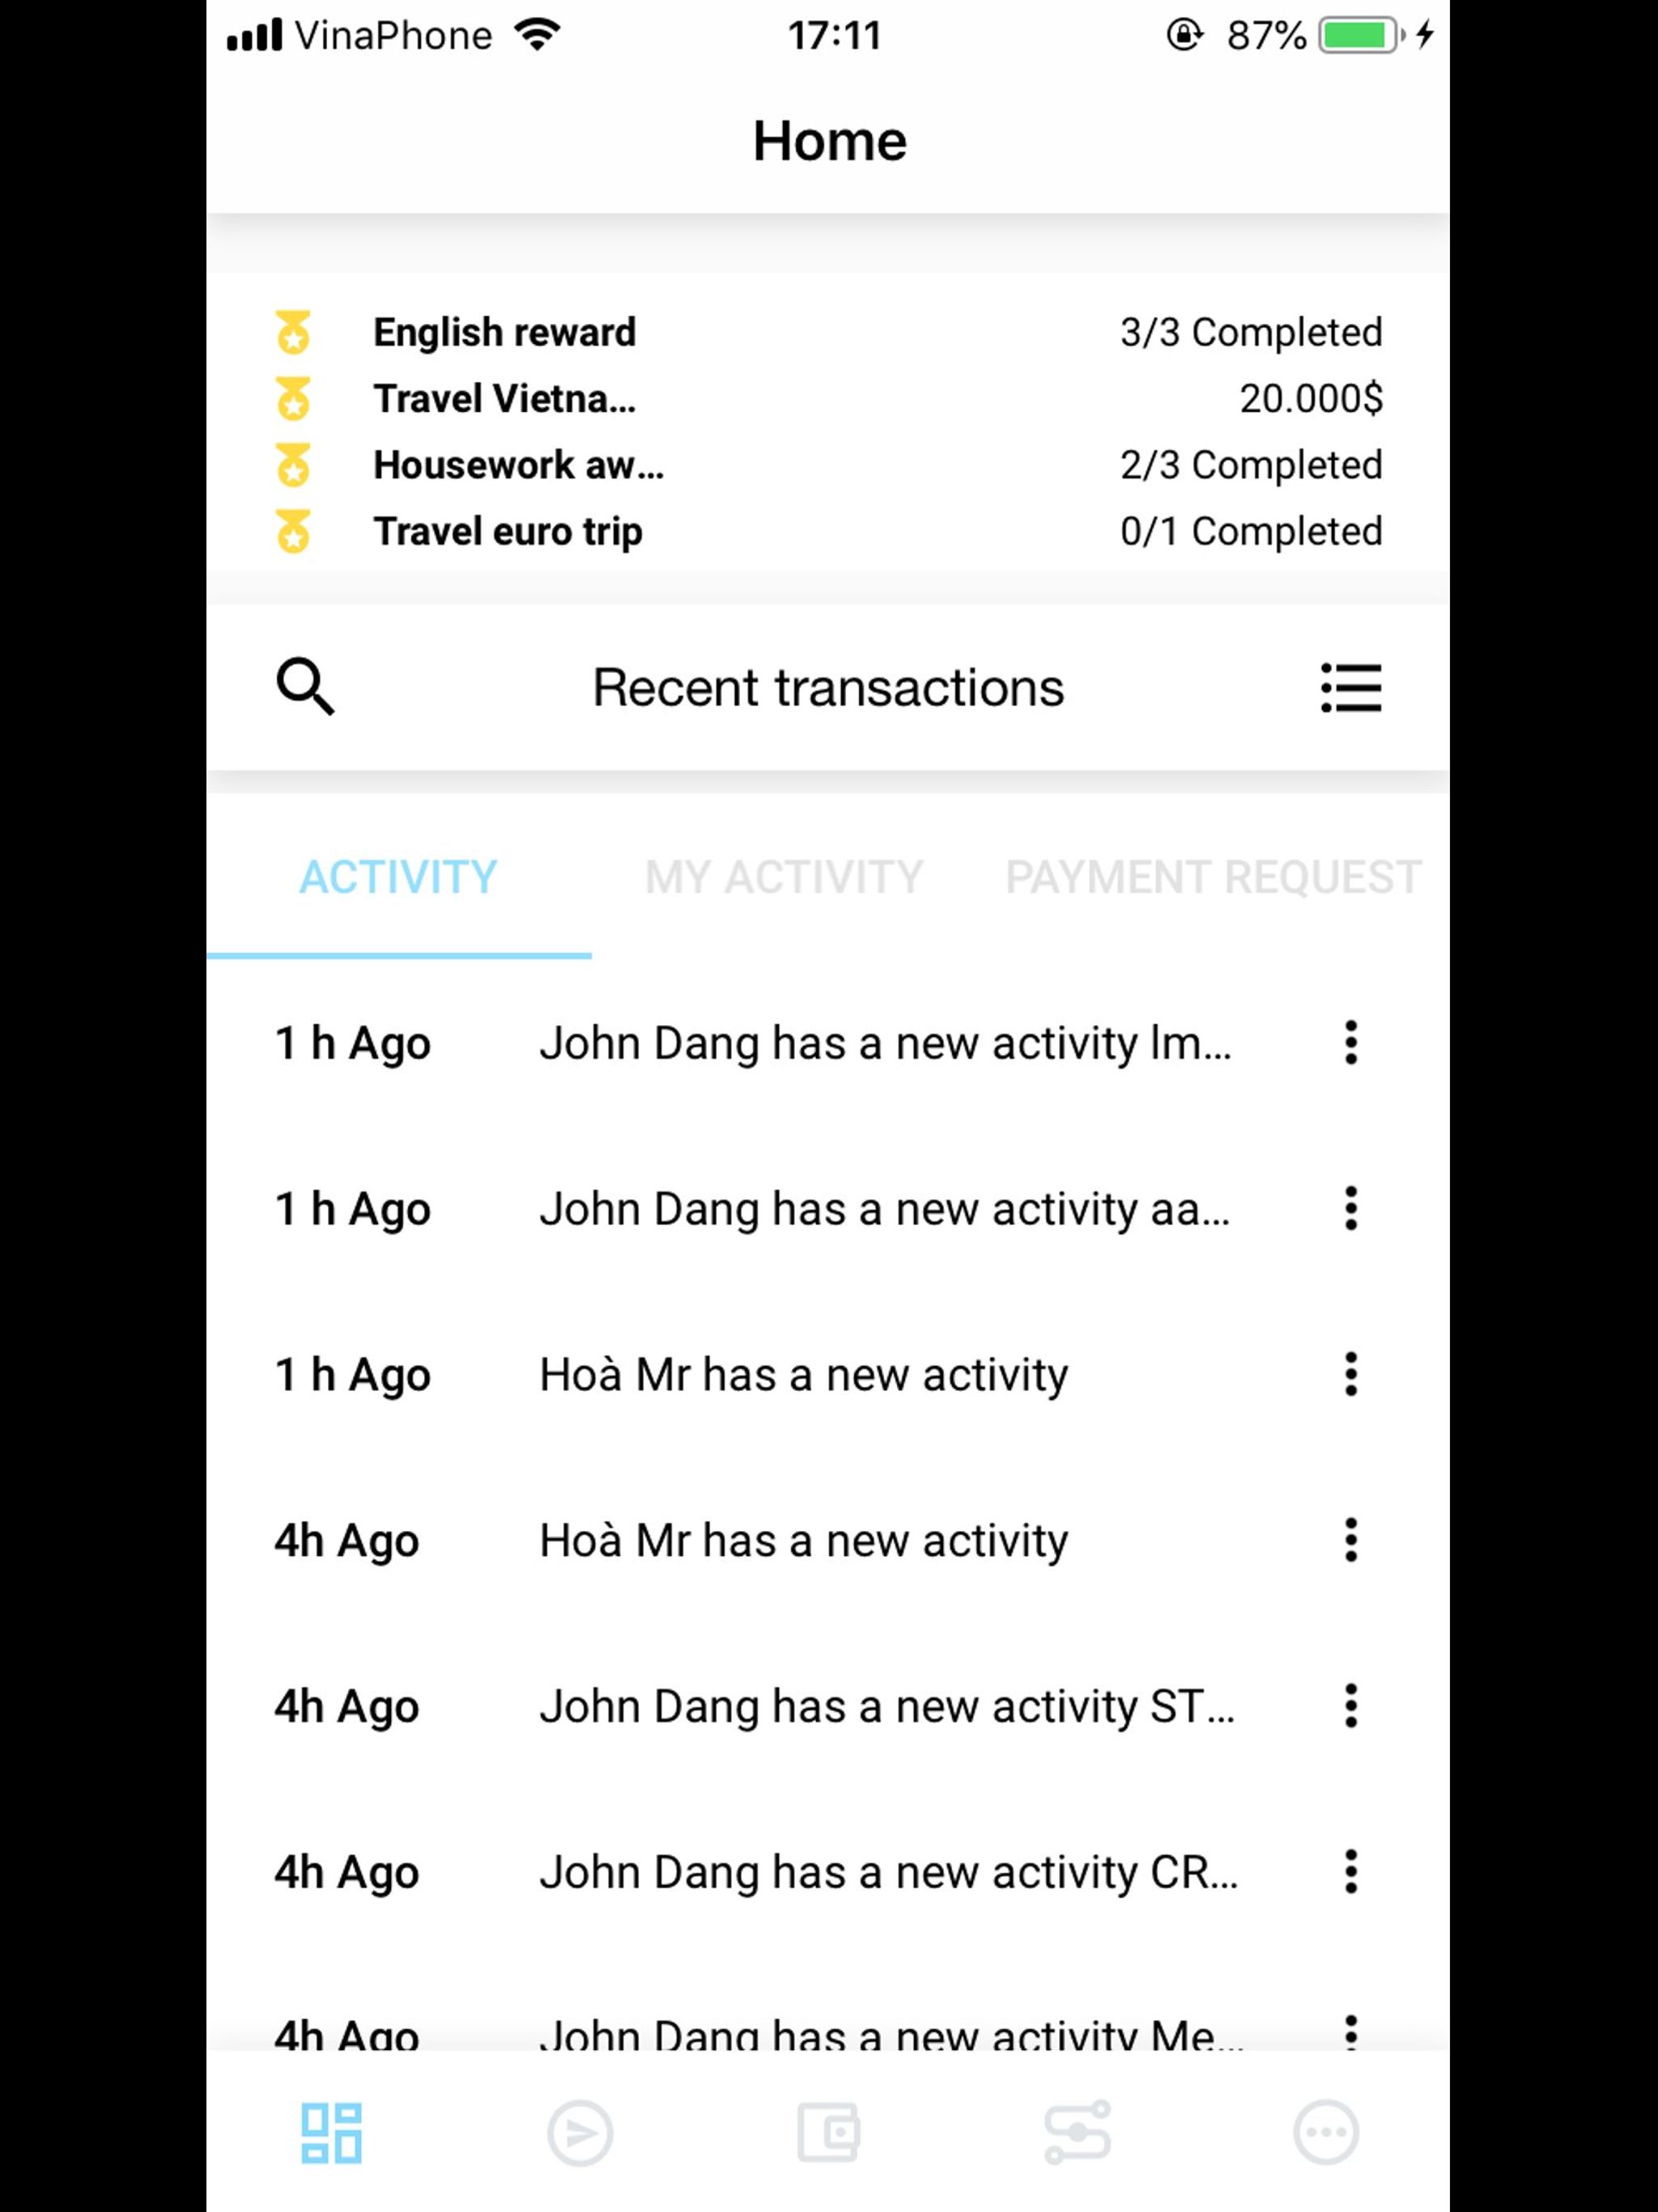 VinaPhone 17:11 87%
Home
English reward 3/3 Completed
Travel Vietna... 20.000$
Housework aw... 2/3 Completed
Travel euro trip 0/1 Completed
Recent transactions
ACTIVITY MY ACTIVITY PAYMENT REQUEST
1 h Ago John Dang has a new activity lm...
1 h Ago John Dang has a new activity aa...
1 h Ago Hoà Mr has a new activity
4h Ago Hoà Mr has a new activity
4h Ago John Dang has a new activity ST...
4h Ago John Dang has a new activity CR...
4h Ago John Dang has a new activity Me...